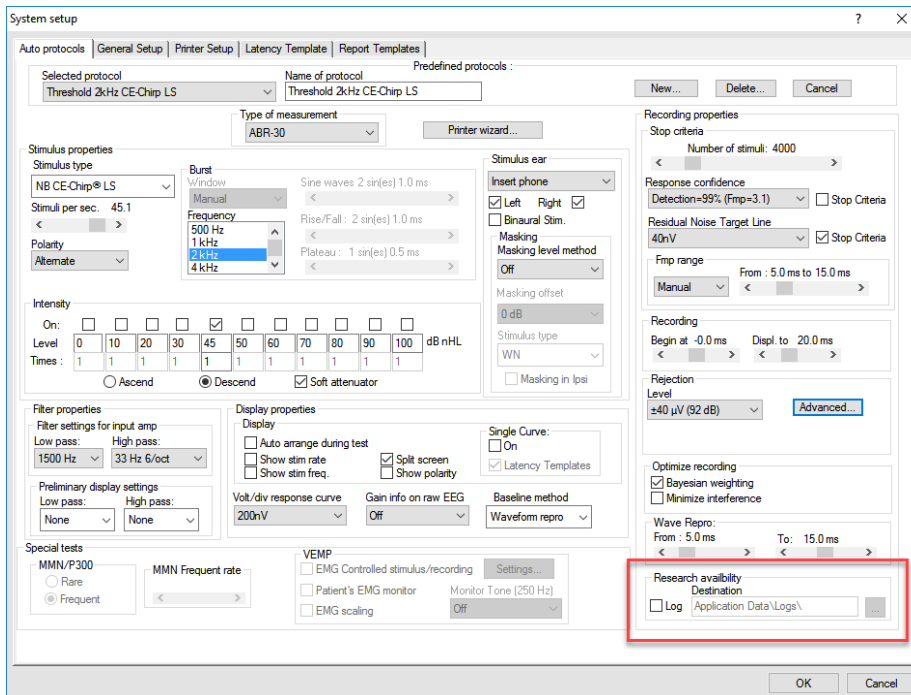 System setup
Auto protocols General Setup Printer Setup Latency Template Report Templates
Predefined protocols :
Selected protocol
Threshold 2kHz CE-Chirp LS
Name of protocol
Threshold 2kHz CE-Chirp LS
New... Delete... Cancel
Type of measurement
ABR-30
Printer wizard...
Stimulus properties
Stimulus type
NB CE-Chirp® LS
Stimuli per sec. 45.1
Polarity
Alternate
Burst
Window
Manual
Frequency
500 Hz
1 kHz
2 kHz
4 kHz
Sine waves 2 sin(es) 1.0 ms
Rise/Fall : 2 sin(es) 1.0 ms
Plateau : 1 sin(es) 0.5 ms
Stimulus ear
Insert phone
Left Right
Binaural Stim.
Masking
Masking level method
Off
Masking offset
0 dB
Stimulus type
WN
Masking in Ipsi
Intensity
On:
Level 0 10 20 30 45 50 60 70 80 90 100 dB nHL
Times : 1 1 1 1 1 1 1 1 1 1 1
Ascend Descend Soft attenuator
Filter properties
Filter settings for input amp
Low pass: High pass:
1500 Hz 33 Hz 6/oct
Preliminary display settings
Low pass: High pass:
None None
Display properties
Display
Auto arrange during test
Show stim rate Split screen
Show stim freq. Show polarity
Single Curve:
On
Latency Templates
Volt/div response curve Gain info on raw EEG Baseline method
200nV Off Waveform repro
Special tests
MMN/P300
Rare
Frequent
MMN Frequent rate
VEMP
EMG Controlled stimulus/recording Settings...
Patient's EMG monitor Monitor Tone (250 Hz)
EMG scaling Off
Recording properties
Stop criteria
Number of stimuli: 4000
Response confidence
Detection=99% (Fmp=3.1) Stop Criteria
Residual Noise Target Line
40nV Stop Criteria
Fmp range
Manual From : 5.0 ms to 15.0 ms
Recording
Begin at -0.0 ms Displ. to 20.0 ms
Rejection
Level
±40 µV (92 dB) Advanced...
Optimize recording
Bayesian weighting
Minimize interference
Wave Repro:
From : 5.0 ms To: 15.0 ms
Research availbility
Destination
Log Application Data\Logs\ ...
OK Cancel